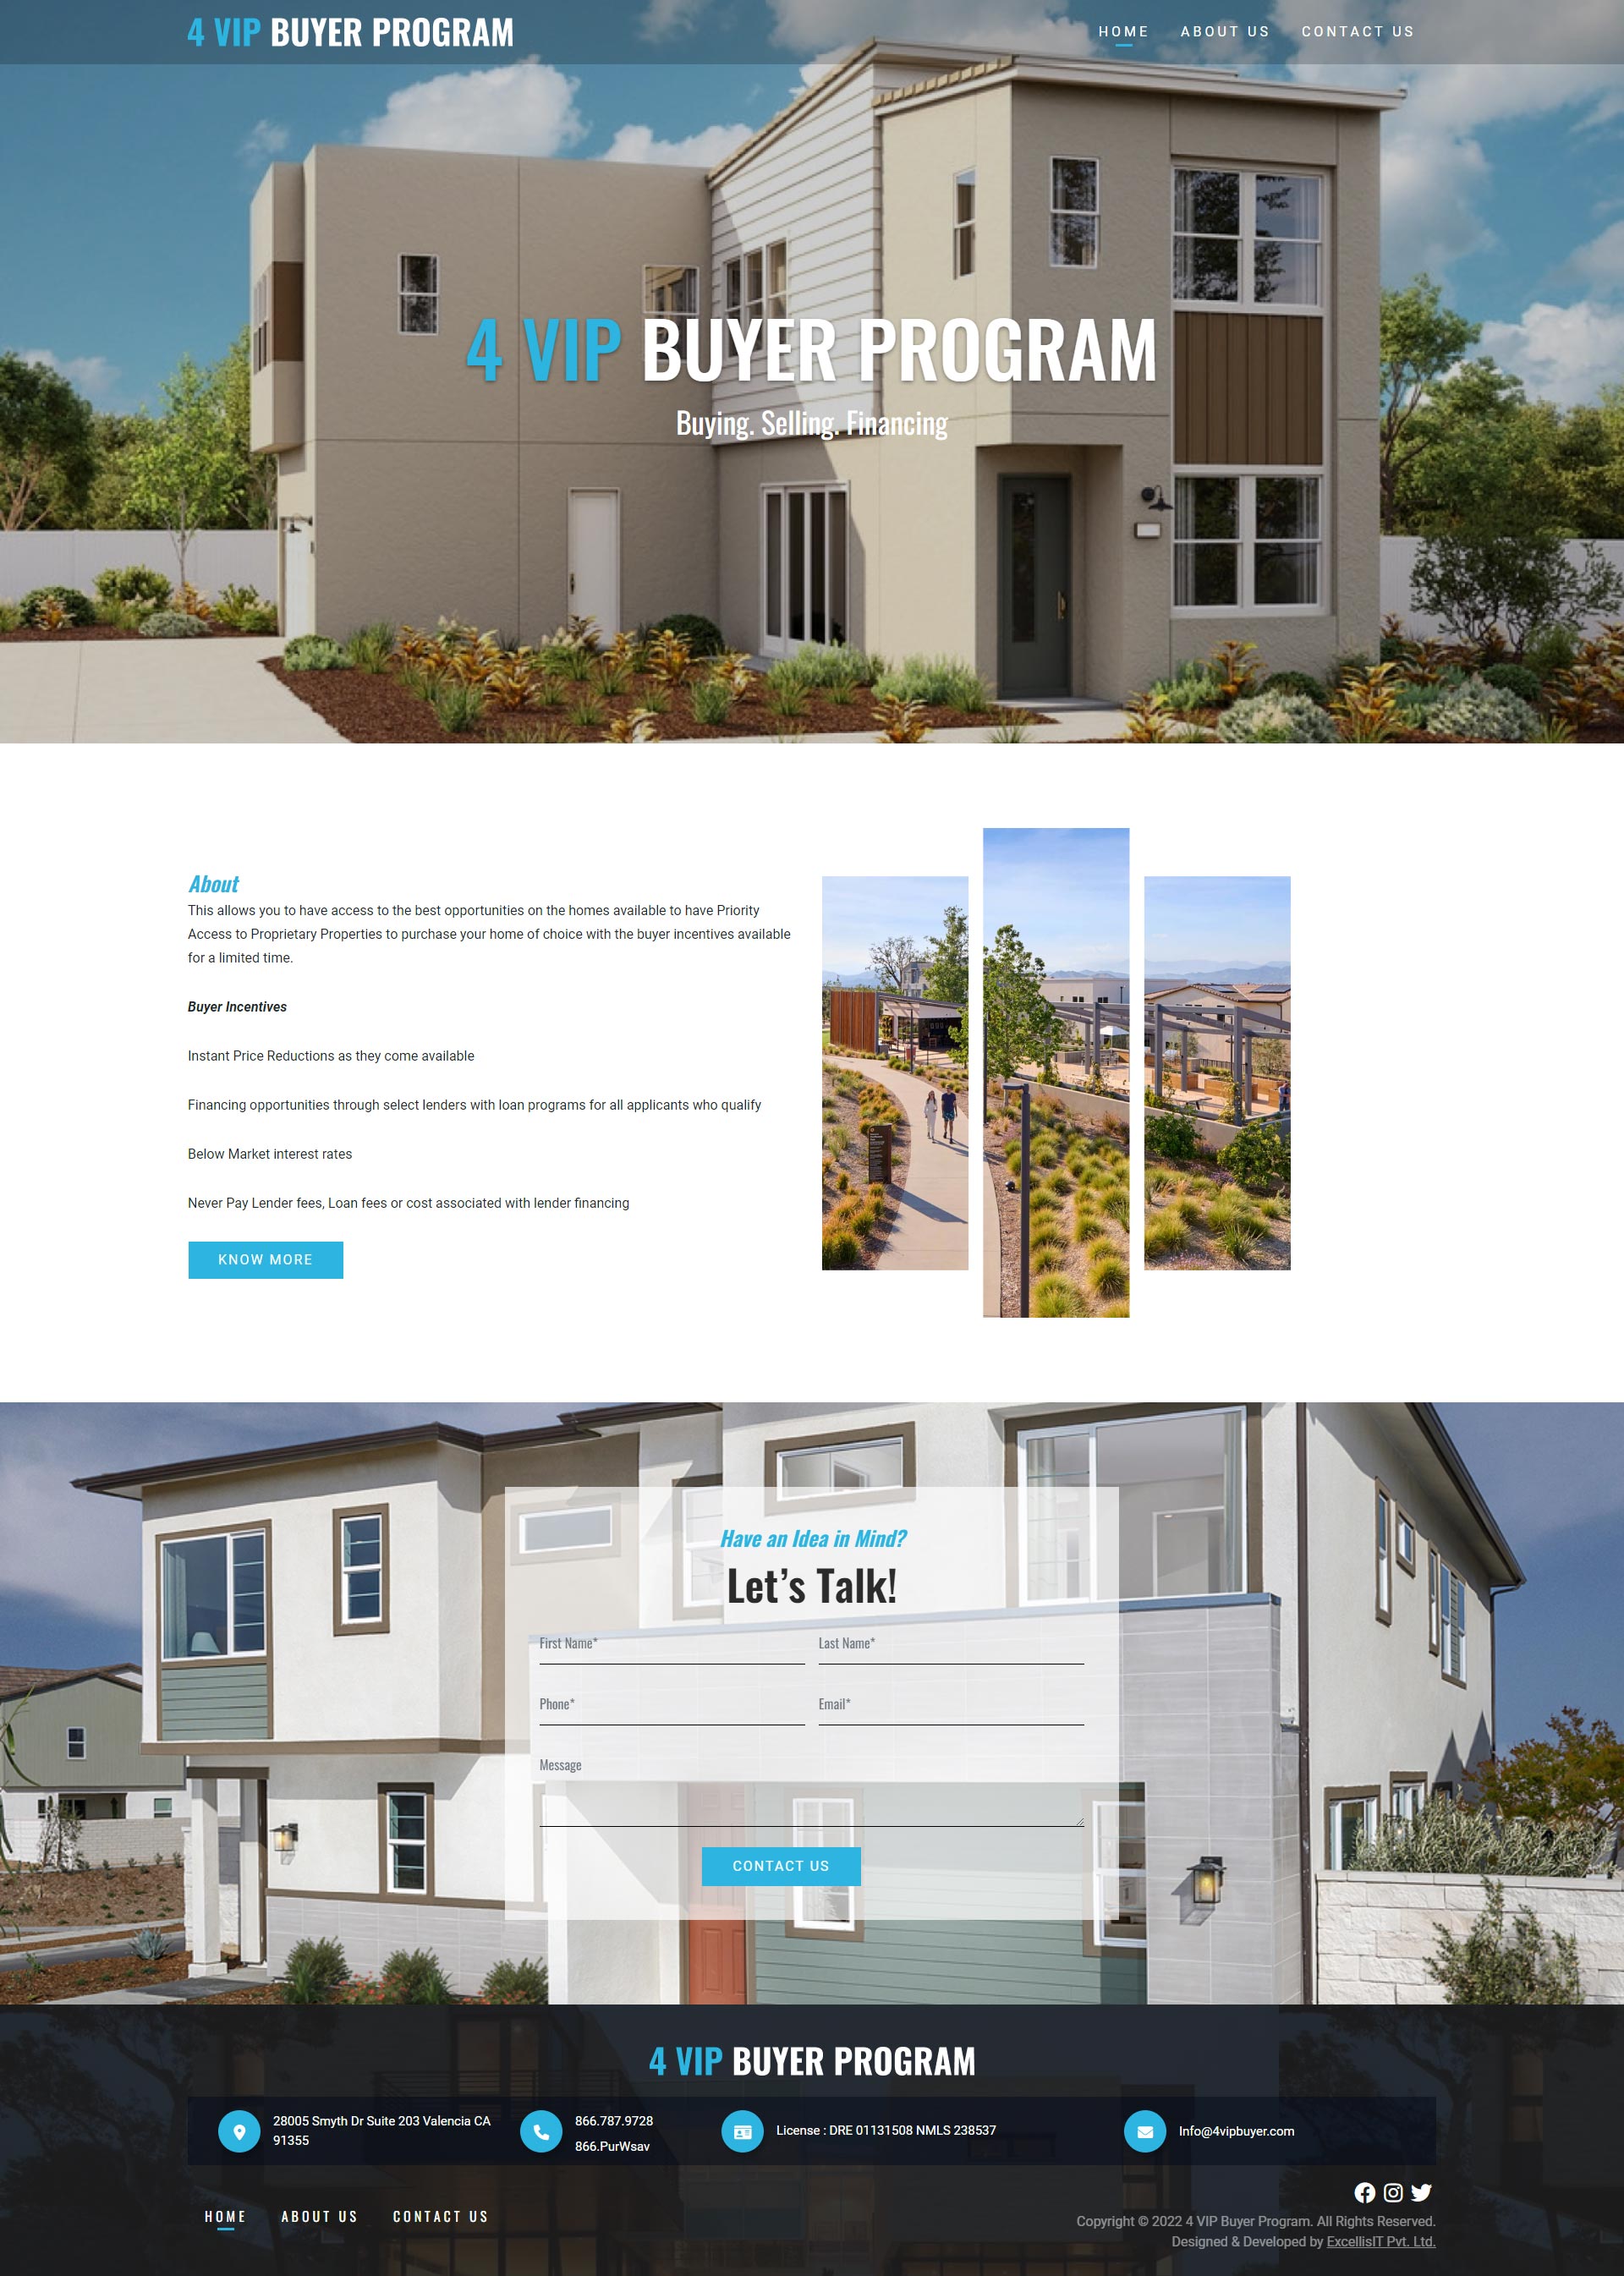 4 VIP BUYER PROGRAM
HOME ABOUT US CONTACT US
4 VIP BUYER PROGRAM
Buying. Selling. Financing
About
This allows you to have access to the best opportunities on the homes available to have Priority
Access to Proprietary Properties to purchase your home of choice with the buyer incentives available
for a limited time.
Buyer Incentives
Instant Price Reductions as they come available
Financing opportunities through select lenders with loan programs for all applicants who qualify
Below Market interest rates
Never Pay Lender fees, Loan fees or cost associated with lender financing
KNOW MORE
Have an Idea in Mind?
Let's Talk!
First Name* Last Name*
Phone* Email*
Message
CONTACT US
4 VIP BUYER PROGRAM
28005 Smyth Dr Suite 203 Valencia CA
91355
866.787.9728
866.PurWsav
License : DRE 01131508 NMLS 238537
Info@4vipbuyer.com
HOME ABOUT US CONTACT US
Copyright © 2022 4 VIP Buyer Program. All Rights Reserved.
Designed & Developed by ExcellisIT Pvt. Ltd.